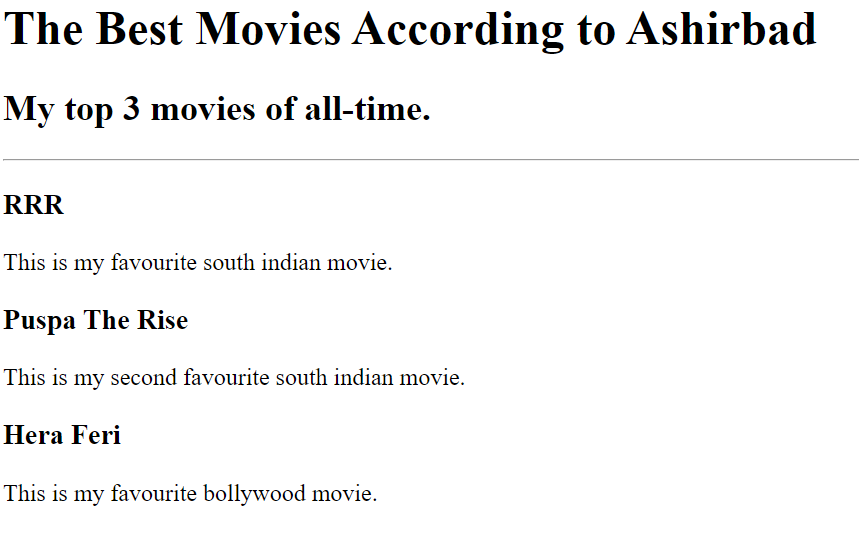 The Best Movies According to Ashirbad
My top 3 movies of all-time.
RRR
This is my favourite south indian movie.
Puspa The Rise
This is my second favourite south indian movie.
Hera Feri
This is my favourite bollywood movie.